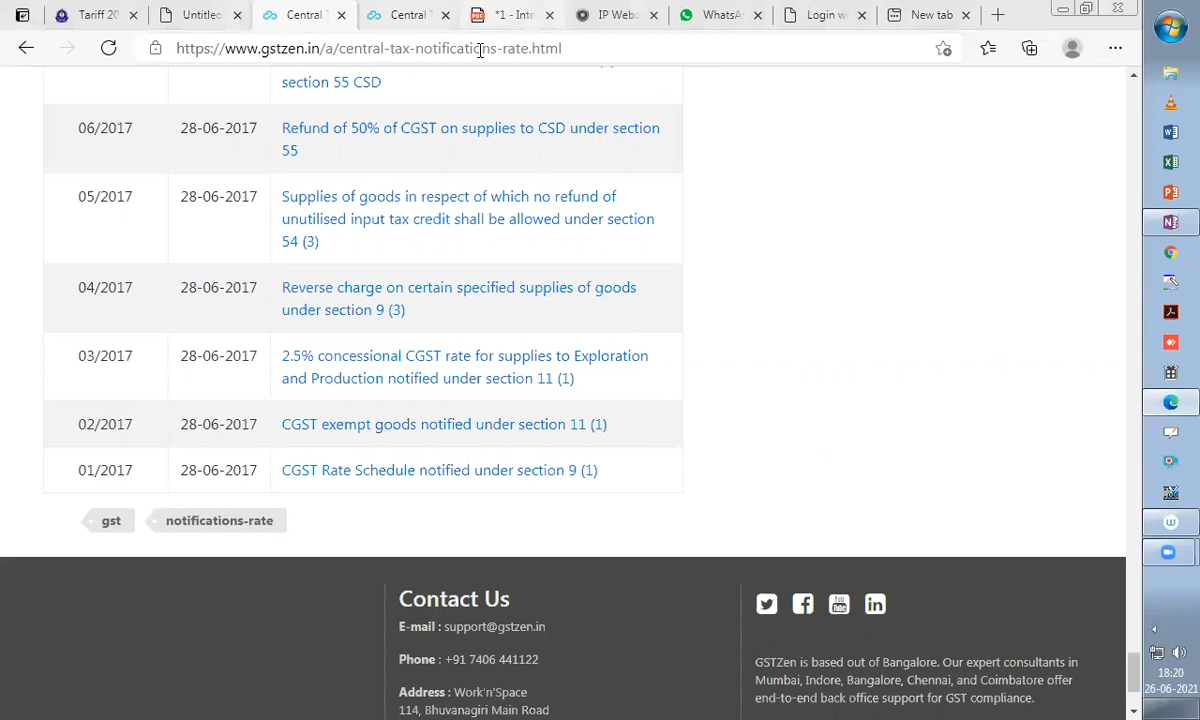 Tariff 20
Untitled
Central T
Central T
*1 - Inte
IP Webc
WhatsA
Login w
New tab
https://www.gstzen.in/a/central-tax-notifications-rate.html
section 55 CSD
06/2017 28-06-2017 Refund of 50% of CGST on supplies to CSD under section
55
05/2017 28-06-2017 Supplies of goods in respect of which no refund of
unutilised input tax credit shall be allowed under section
54 (3)
04/2017 28-06-2017 Reverse charge on certain specified supplies of goods
under section 9 (3)
03/2017 28-06-2017 2.5% concessional CGST rate for supplies to Exploration
and Production notified under section 11 (1)
02/2017 28-06-2017 CGST exempt goods notified under section 11 (1)
01/2017 28-06-2017 CGST Rate Schedule notified under section 9 (1)
gst notifications-rate
Contact Us
E-mail : support@gstzen.in
Phone : +91 7406 441122
Address : Work'n'Space
114, Bhuvanagiri Main Road
GSTZen is based out of Bangalore. Our expert consultants in
Mumbai, Indore, Bangalore, Chennai, and Coimbatore offer
end-to-end back office support for GST compliance.
18:20
26-06-2021